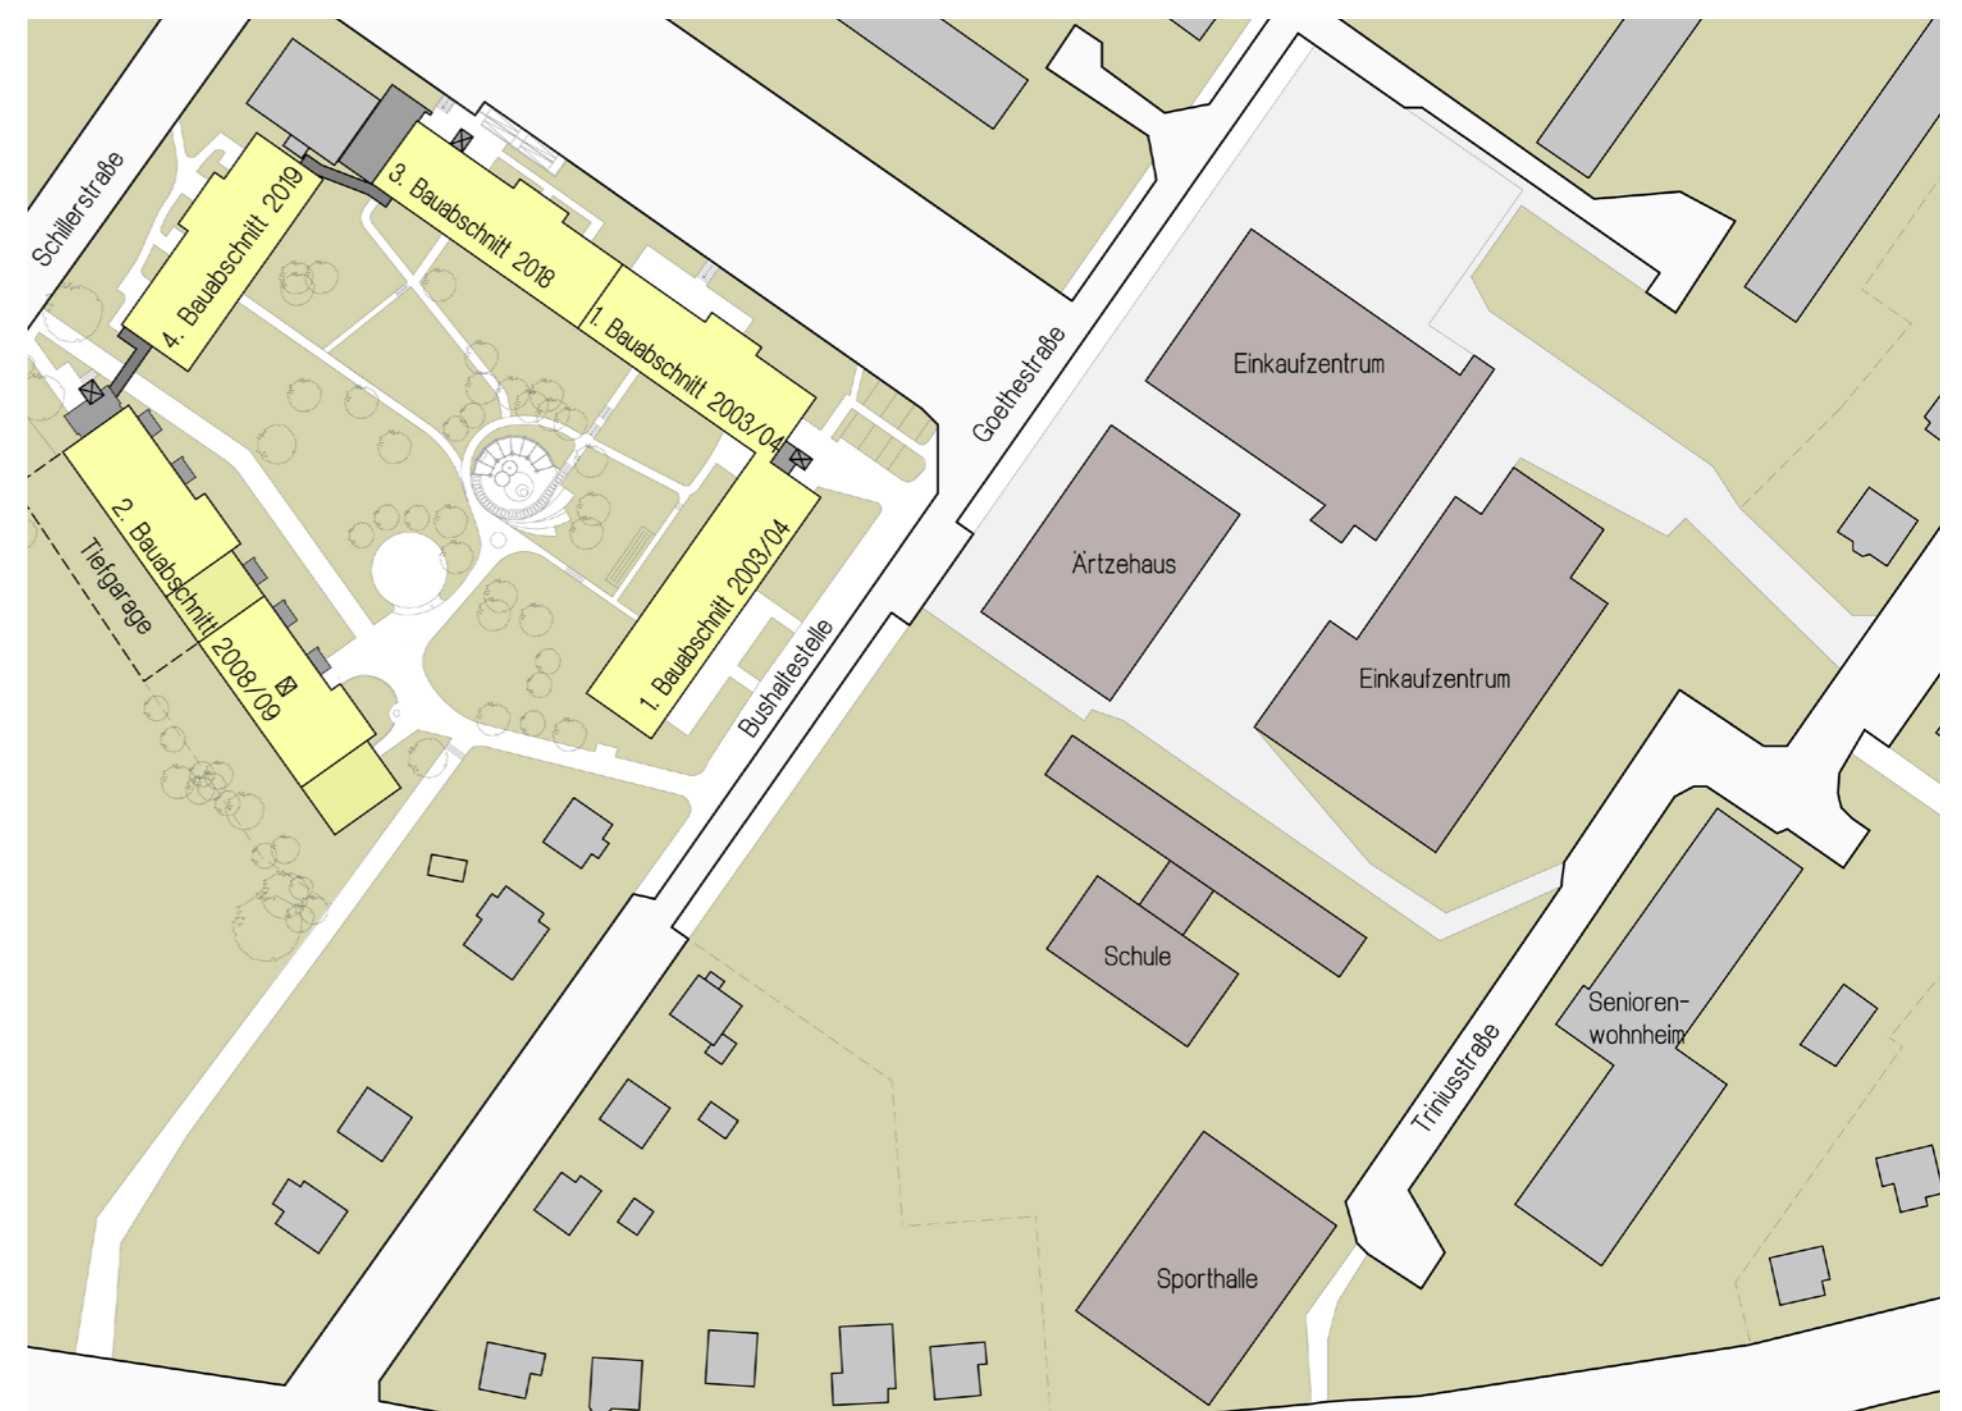 Schillerstraße
4. Bauabschnitt 2019
3. Bauabschnitt 2018
1. Bauabschnitt 2003/04
2. Bauabschnitt 2008/09
Tiefgarage
1. Bauabschnitt 2003/04
Bushaltestelle
Goethestraße
Einkaufzentrum
Ärtzehaus
Einkaufzentrum
Schule
Senioren-
wohnheim
Triniusstraße
Sporthalle